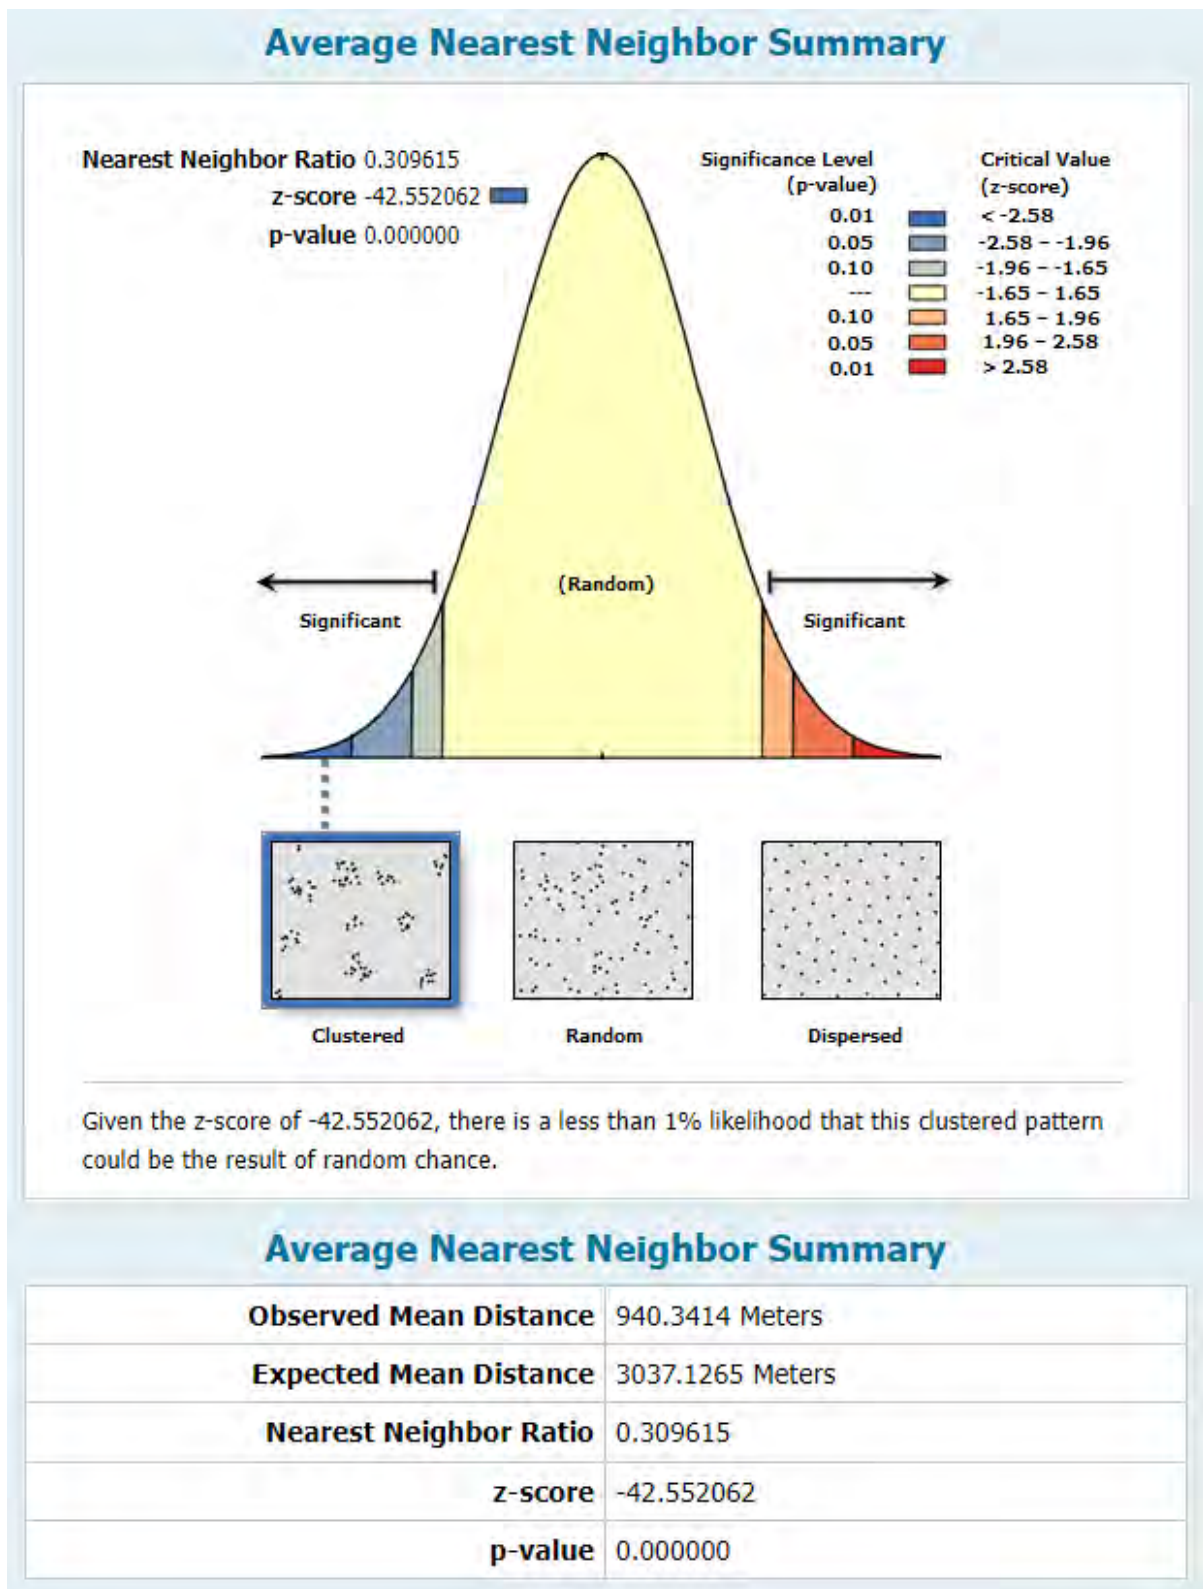 Average Nearest Neighbor Summary
Nearest Neighbor Ratio 0.309615
z-score -42.552062
p-value 0.000000
Significance Level (p-value) Critical Value (z-score)
0.01 < -2.58
0.05 -2.58 – -1.96
0.10 -1.96 – -1.65
--- -1.65 – 1.65
0.10 1.65 – 1.96
0.05 1.96 – 2.58
0.01 > 2.58
(Random)
Significant Significant
Clustered Random Dispersed
Given the z-score of -42.552062, there is a less than 1% likelihood that this clustered pattern
could be the result of random chance.
Average Nearest Neighbor Summary
Observed Mean Distance 940.3414 Meters
Expected Mean Distance 3037.1265 Meters
Nearest Neighbor Ratio 0.309615
z-score -42.552062
p-value 0.000000